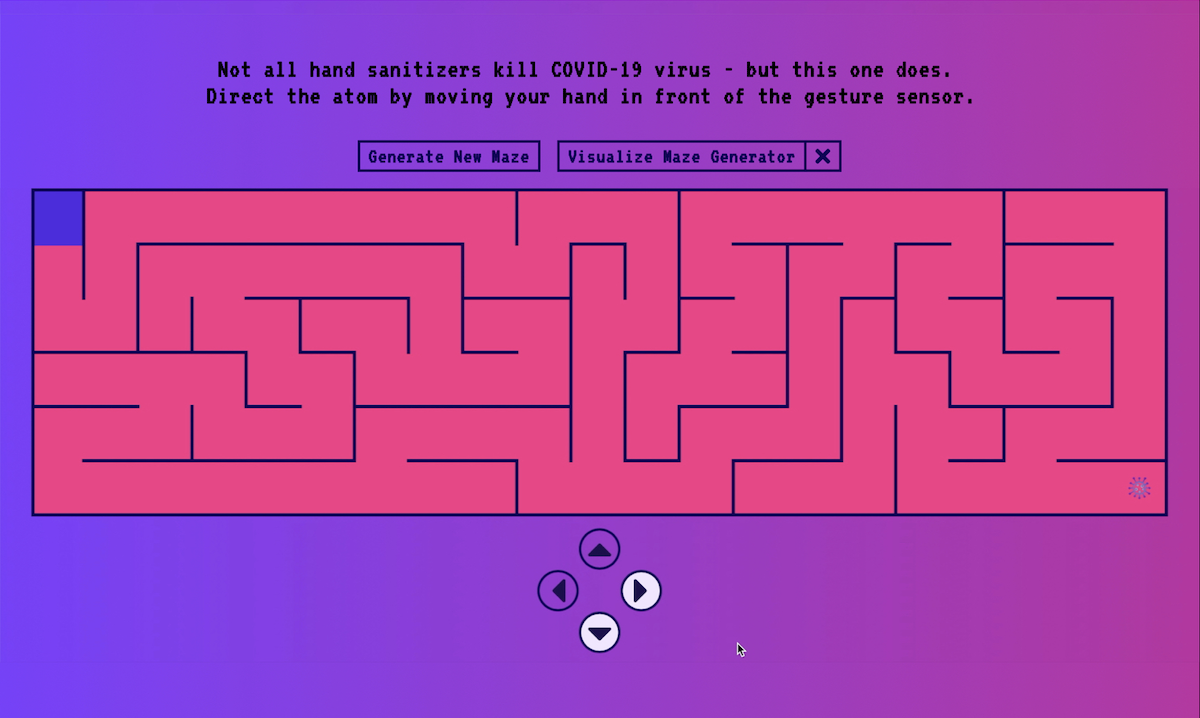 Not all hand sanitizers kill COVID-19 virus - but this one does.
Direct the atom by moving your hand in front of the gesture sensor.
Generate New Maze
Visualize Maze Generator